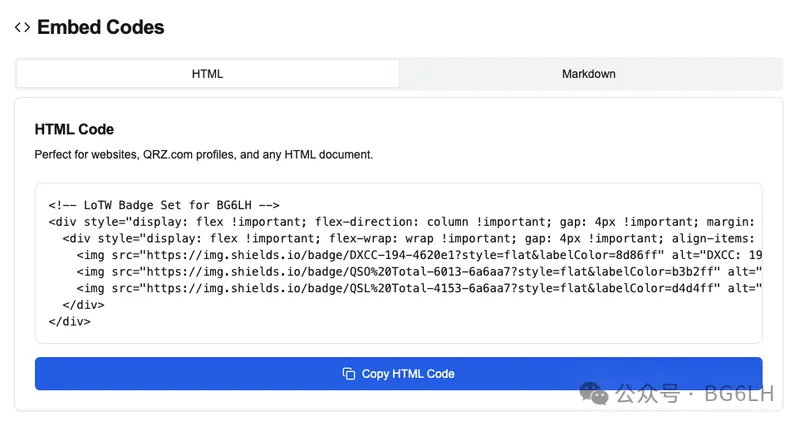 <> Embed Codes
HTML
Markdown
HTML Code
Perfect for websites, QRZ.com profiles, and any HTML document.
<!-- LoTW Badge Set for BG6LH -->
<div style="display: flex !important; flex-direction: column !important; gap: 4px !important; margin:
<div style="display: flex !important; flex-wrap: wrap !important; gap: 4px !important; align-items:
<img src="https://img.shields.io/badge/DXCC-194-4620e1?style=flat&labelColor=8d86ff" alt="DXCC: 19
<img src="https://img.shields.io/badge/QSO%20Total-6013-6a6aa7?style=flat&labelColor=b3b2ff" alt="
<img src="https://img.shields.io/badge/QSL%20Total-4153-6a6aa7?style=flat&labelColor=d4d4ff" alt="
</div>
</div>
Copy HTML Code
公众号 · BG6LH